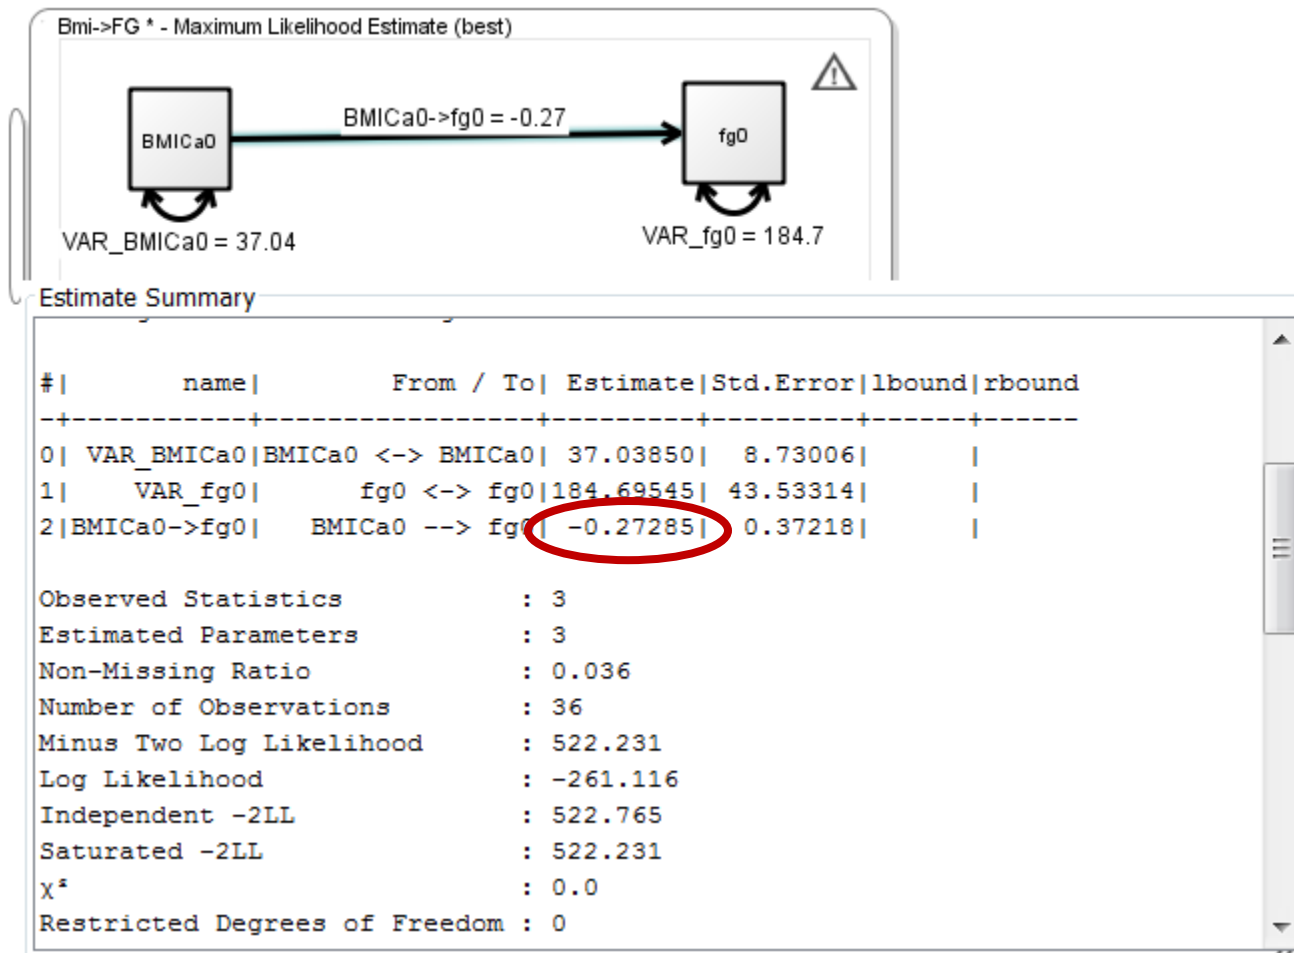 Bmi->FG * - Maximum Likelihood Estimate (best)
BMICa0->fg0 = -0.27
BMICa0
fg0
VAR_BMICa0 = 37.04
VAR_fg0 = 184.7
Estimate Summary
#|       name|        From / To| Estimate|Std.Error|lbound|rbound
-+-----------+-----------------+---------+---------+------+------
0| VAR_BMICa0|BMICa0 <-> BMICa0| 37.03850|  8.73006|      |
1|    VAR_fg0|      fg0 <-> fg0|184.69545| 43.53314|      |
2|BMICa0->fg0|   BMICa0 --> fg0| -0.27285|  0.37218|      |
Observed Statistics           : 3
Estimated Parameters          : 3
Non-Missing Ratio             : 0.036
Number of Observations        : 36
Minus Two Log Likelihood      : 522.231
Log Likelihood                : -261.116
Independent -2LL              : 522.765
Saturated -2LL                : 522.231
χ²                            : 0.0
Restricted Degrees of Freedom : 0